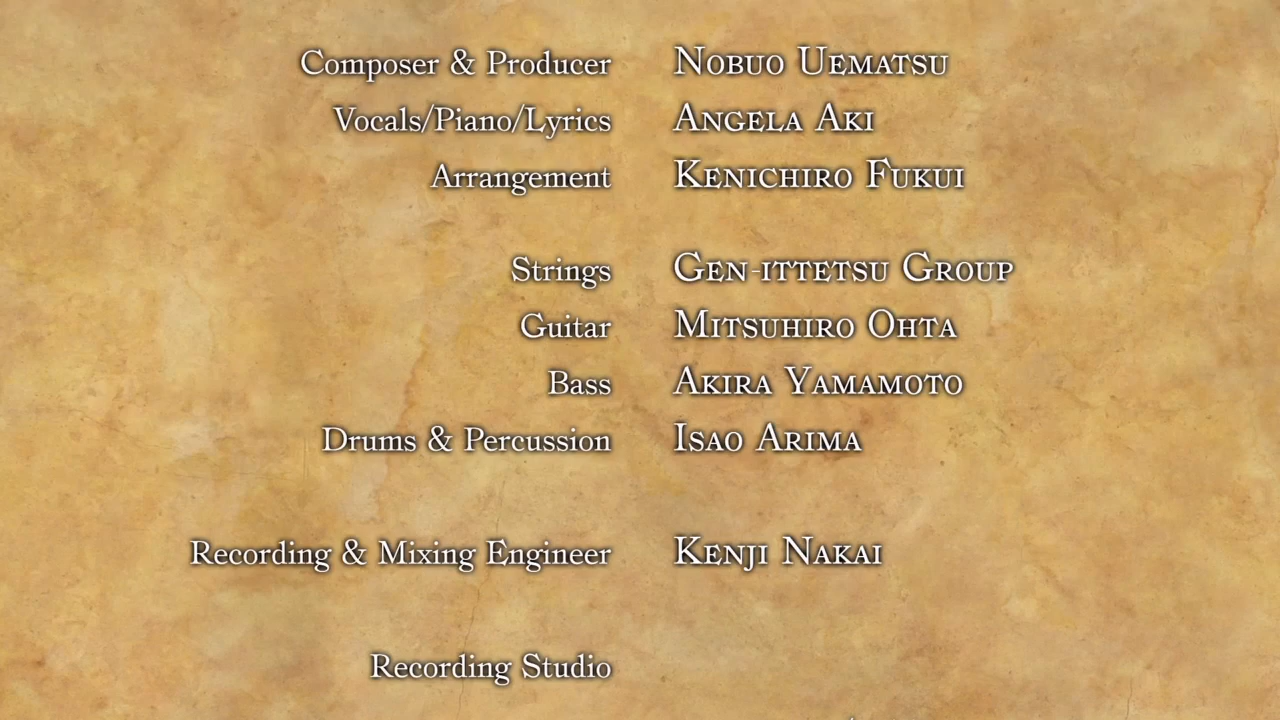 Composer & Producer Nobuo Uematsu
Vocals/Piano/Lyrics Angela Aki
Arrangement Kenichiro Fukui
Strings Gen-ittetsu Group
Guitar Mitsuhiro Ohta
Bass Akira Yamamoto
Drums & Percussion Isao Arima
Recording & Mixing Engineer Kenji Nakai
Recording Studio